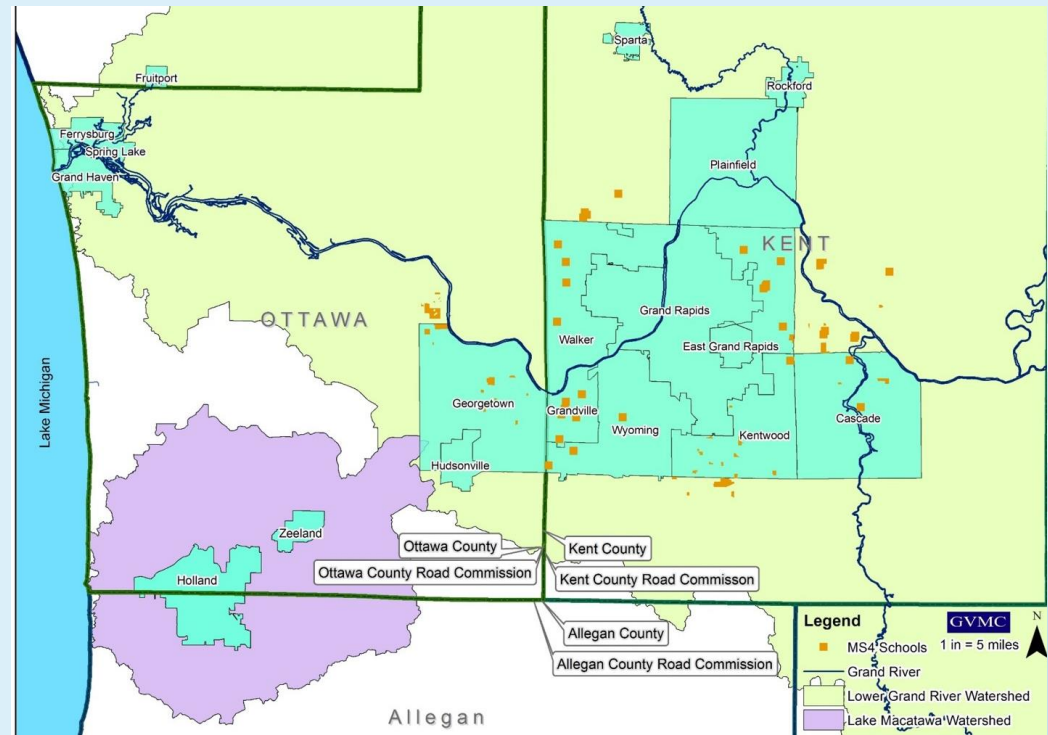 Sparta
Fruitport
Rockford
Ferrysburg
Spring Lake
Grand Haven
Plainfield
KENT
OTTAWA
Grand Rapids
Walker
East Grand Rapids
Lake Michigan
Georgetown
Grandville
Wyoming
Kentwood
Cascade
Hudsonville
Zeeland
Holland
Ottawa County
Kent County
Ottawa County Road Commission
Kent County Road Commisson
Allegan County
Allegan County Road Commission
Allegan
Legend
GVMC
N
MS4 Schools
1 in = 5 miles
Grand River
Lower Grand River Watershed
Lake Macatawa Watershed